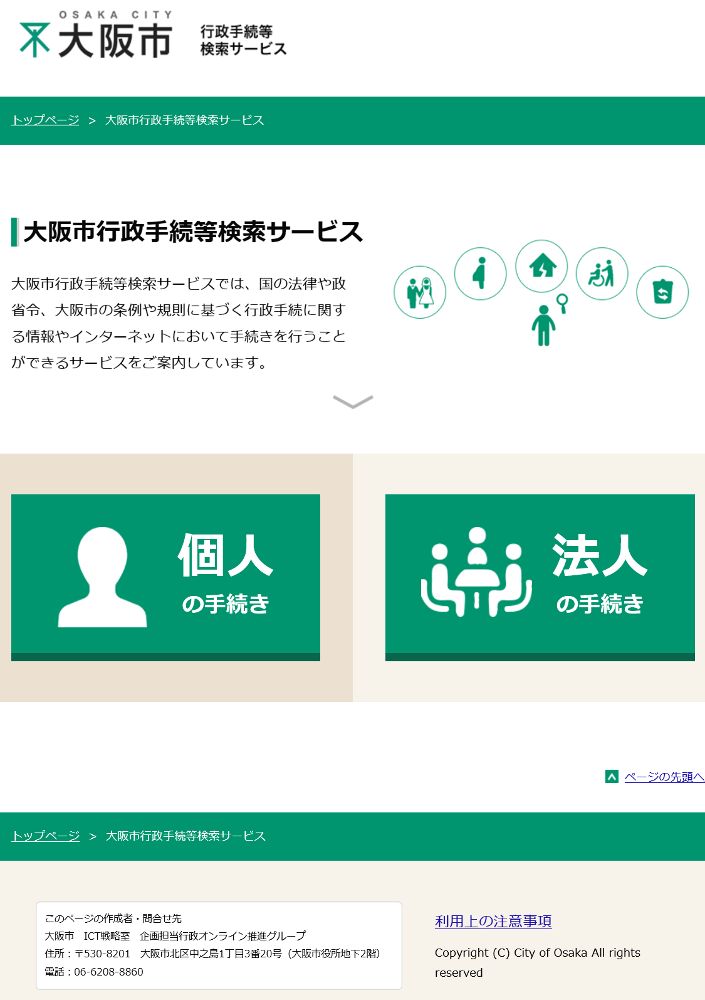 OSAKA CITY
大阪市
行政手続等
検索サービス
トップページ > 大阪市行政手続等検索サービス
大阪市行政手続等検索サービス
大阪市行政手続等検索サービスでは、国の法律や政
省令、大阪市の条例や規則に基づく行政手続に関す
る情報やインターネットにおいて手続きを行うこと
ができるサービスをご案内しています。
個人
の手続き
法人
の手続き
ページの先頭へ
トップページ > 大阪市行政手続等検索サービス
このページの作成者・問合せ先
大阪市　ICT戦略室　企画担当行政オンライン推進グループ
住所：〒530-8201　大阪市北区中之島1丁目3番20号（大阪市役所地下2階）
電話：06-6208-8860
利用上の注意事項
Copyright (C) City of Osaka All rights
reserved